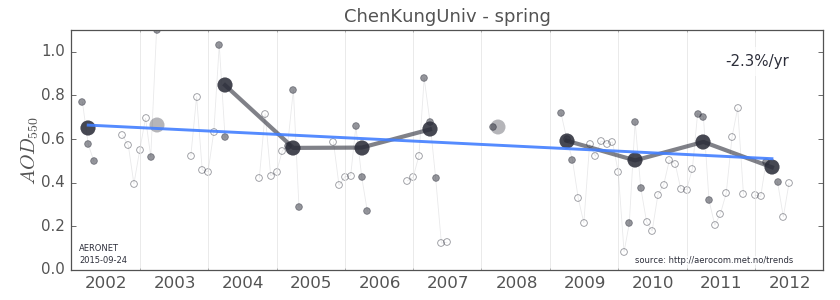 ChenKungUniv - spring
-2.3%/yr
AOD550
1.0
0.8
0.6
0.4
0.2
0.0
AERONET
2015-09-24
source: http://aerocom.met.no/trends
2002 2003 2004 2005 2006 2007 2008 2009 2010 2011 2012